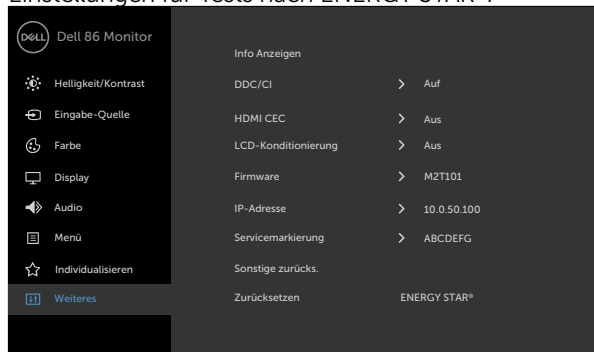 Einstellungen für Tests nach ENERGY STAR®.
DELL Dell 86 Monitor
Info Anzeigen
Helligkeit/Kontrast DDC/CI > Auf
Eingabe-Quelle HDMI CEC > Aus
Farbe LCD-Konditionierung > Aus
Display Firmware > M2T101
Audio IP-Adresse > 10.0.50.100
Menü Servicemarkierung > ABCDEFG
Individualisieren Sonstige zurücks.
Weiteres Zurücksetzen ENERGY STAR®